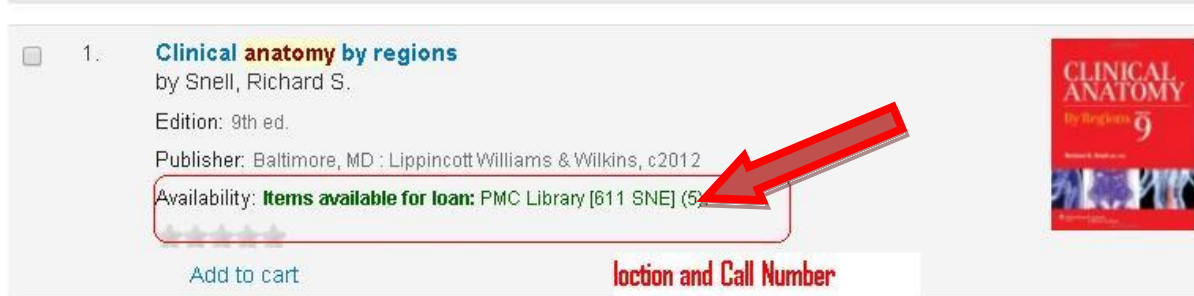 1.
Clinical anatomy by regions
by Snell, Richard S.
Edition: 9th ed.
Publisher: Baltimore, MD : Lippincott Williams & Wilkins, c2012
Availability: Items available for loan: PMC Library [611 SNE] (5)
Add to cart
loction and Call Number
CLINICAL
ANATOMY
By Regions 9